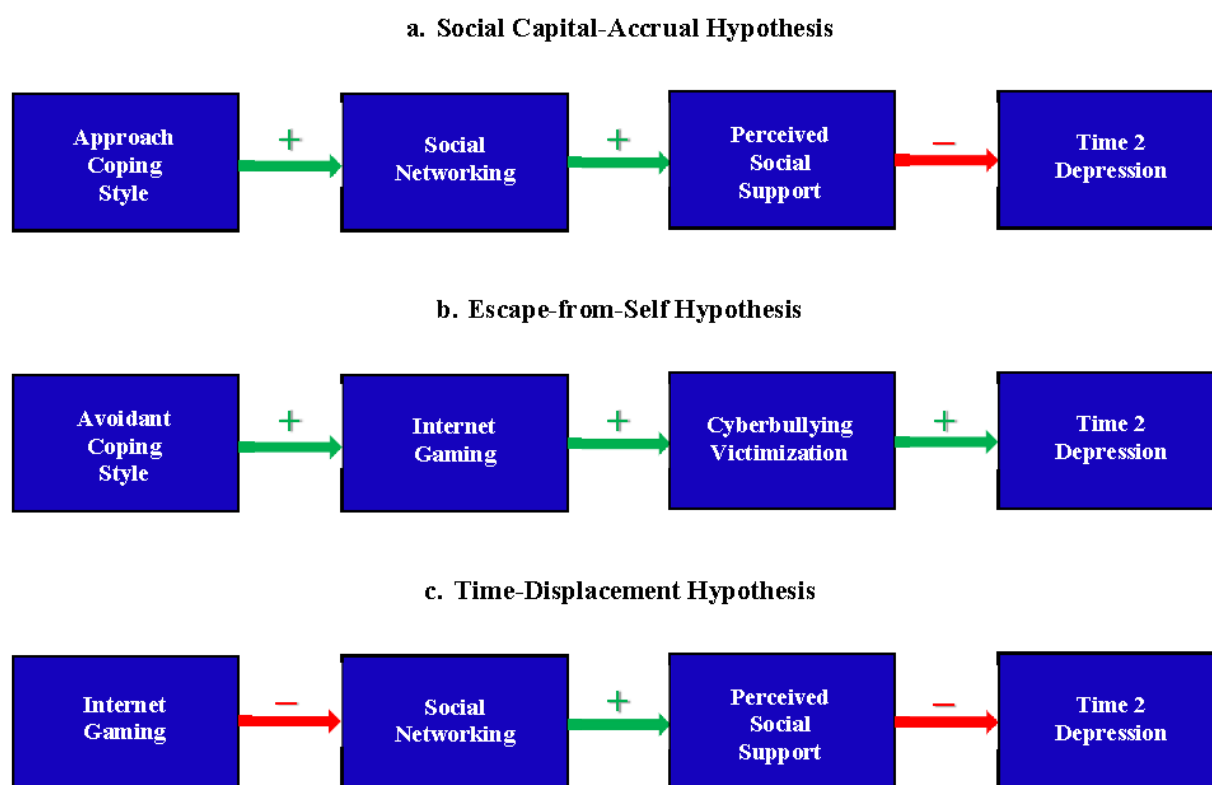 a. Social Capital-Accrual Hypothesis
Approach
Coping
Style
+
Social
Networking
+
Perceived
Social
Support
−
Time 2
Depression
b. Escape-from-Self Hypothesis
Avoidant
Coping
Style
+
Internet
Gaming
+
Cyberbullying
Victimization
+
Time 2
Depression
c. Time-Displacement Hypothesis
Internet
Gaming
−
Social
Networking
+
Perceived
Social
Support
−
Time 2
Depression